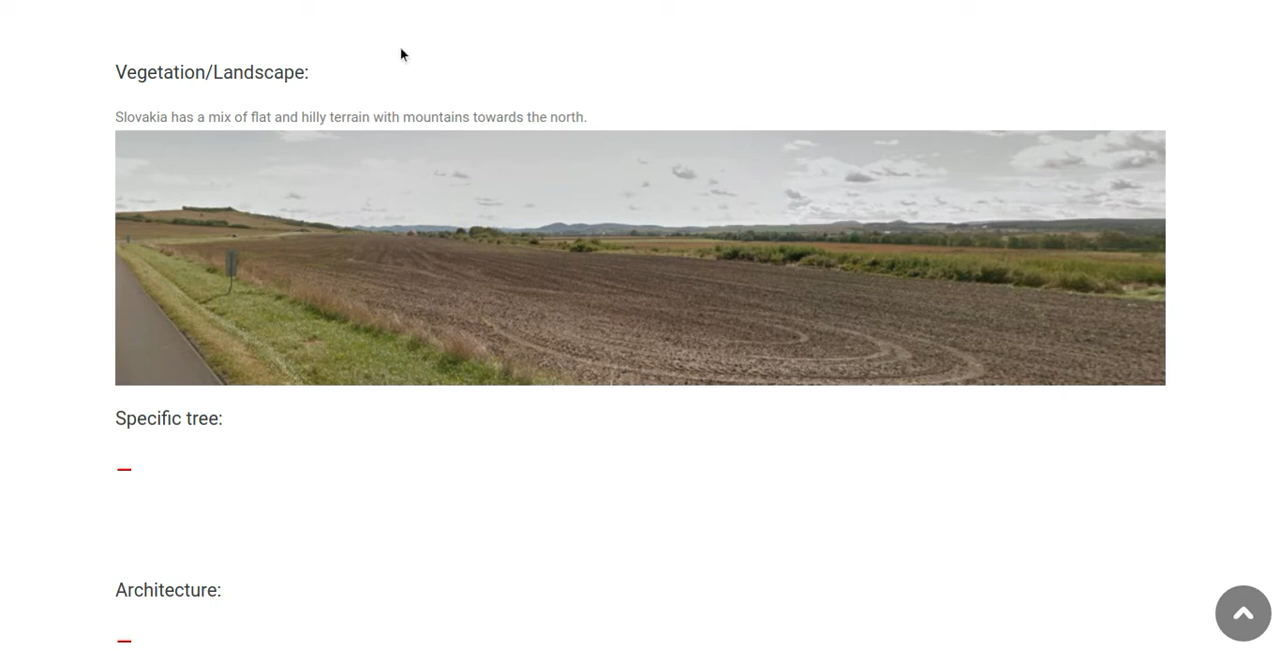 Vegetation/Landscape:
Slovakia has a mix of flat and hilly terrain with mountains towards the north.
Specific tree:
Architecture: